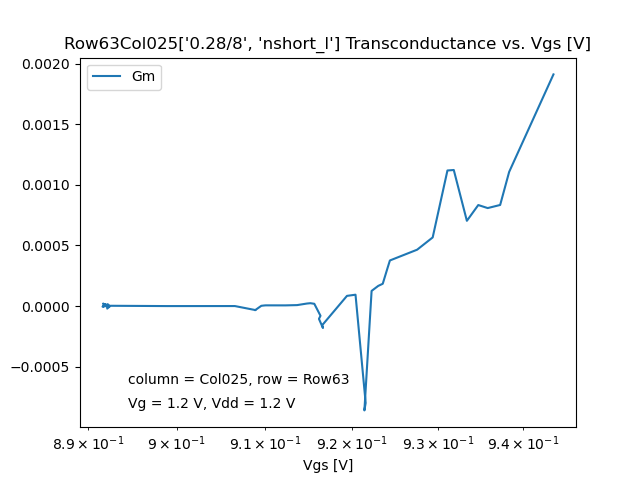 Row63Col025['0.28/8', 'nshort_l'] Transconductance vs. Vgs [V]
Gm
0.0020
0.0015
0.0010
0.0005
0.0000
−0.0005
column = Col025, row = Row63
Vg = 1.2 V, Vdd = 1.2 V
8.9 × 10⁻¹ 9 × 10⁻¹ 9.1 × 10⁻¹ 9.2 × 10⁻¹ 9.3 × 10⁻¹ 9.4 × 10⁻¹
Vgs [V]